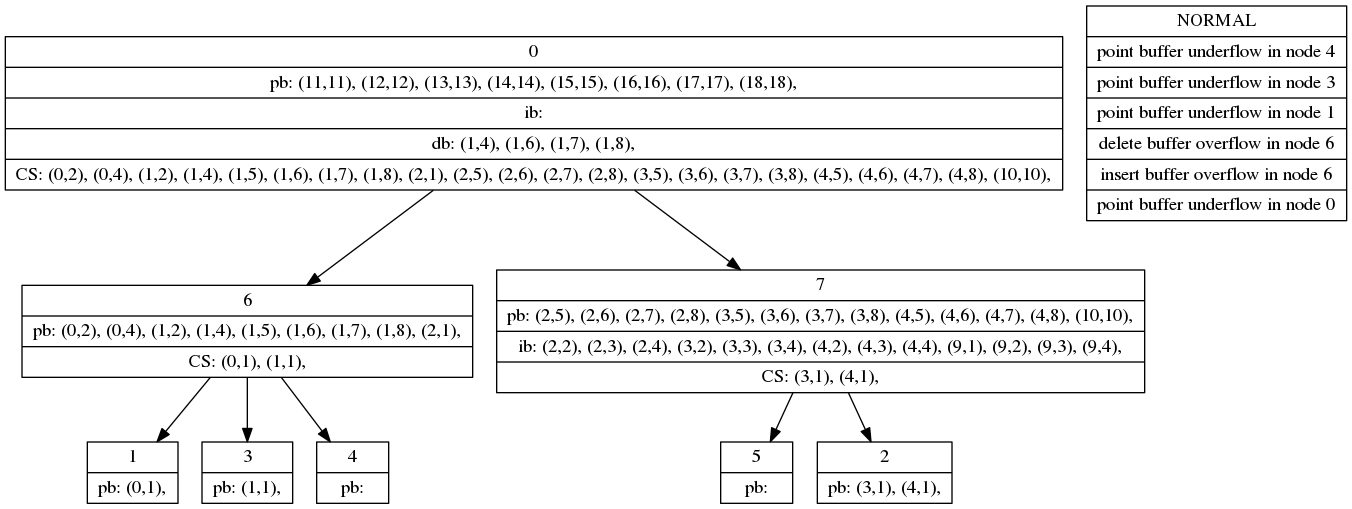 0
pb: (11,11), (12,12), (13,13), (14,14), (15,15), (16,16), (17,17), (18,18),
ib:
db: (1,4), (1,6), (1,7), (1,8),
CS: (0,2), (0,4), (1,2), (1,4), (1,5), (1,6), (1,7), (1,8), (2,1), (2,5), (2,6), (2,7), (2,8), (3,5), (3,6), (3,7), (3,8), (4,5), (4,6), (4,7), (4,8), (10,10),
NORMAL
point buffer underflow in node 4
point buffer underflow in node 3
point buffer underflow in node 1
delete buffer overflow in node 6
insert buffer overflow in node 6
point buffer underflow in node 0
6
pb: (0,2), (0,4), (1,2), (1,4), (1,5), (1,6), (1,7), (1,8), (2,1),
CS: (0,1), (1,1),
7
pb: (2,5), (2,6), (2,7), (2,8), (3,5), (3,6), (3,7), (3,8), (4,5), (4,6), (4,7), (4,8), (10,10),
ib: (2,2), (2,3), (2,4), (3,2), (3,3), (3,4), (4,2), (4,3), (4,4), (9,1), (9,2), (9,3), (9,4),
CS: (3,1), (4,1),
1
pb: (0,1),
3
pb: (1,1),
4
pb:
5
pb:
2
pb: (3,1), (4,1),